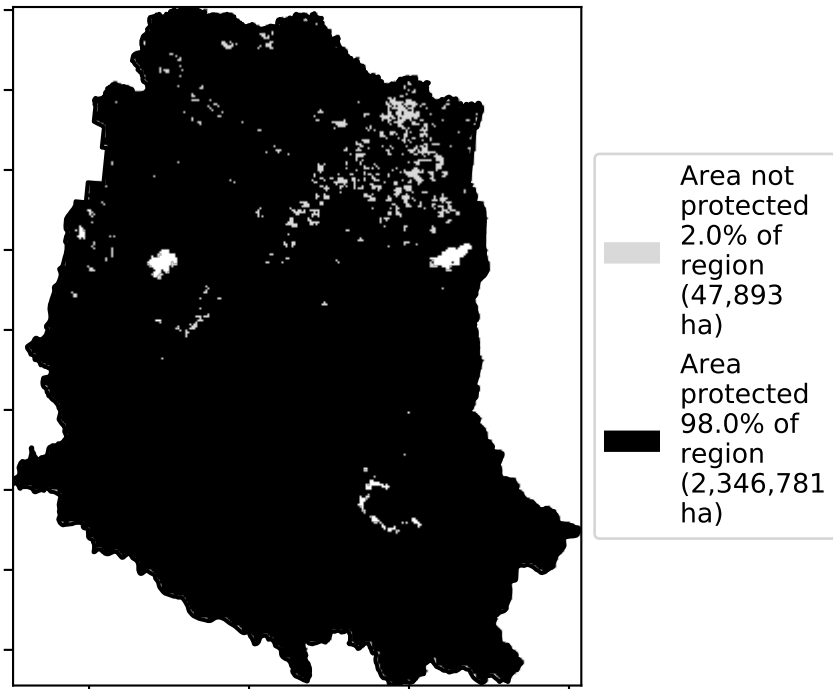 Area not
protected
2.0% of
region
(47,893
ha)
Area
protected
98.0% of
region
(2,346,781
ha)